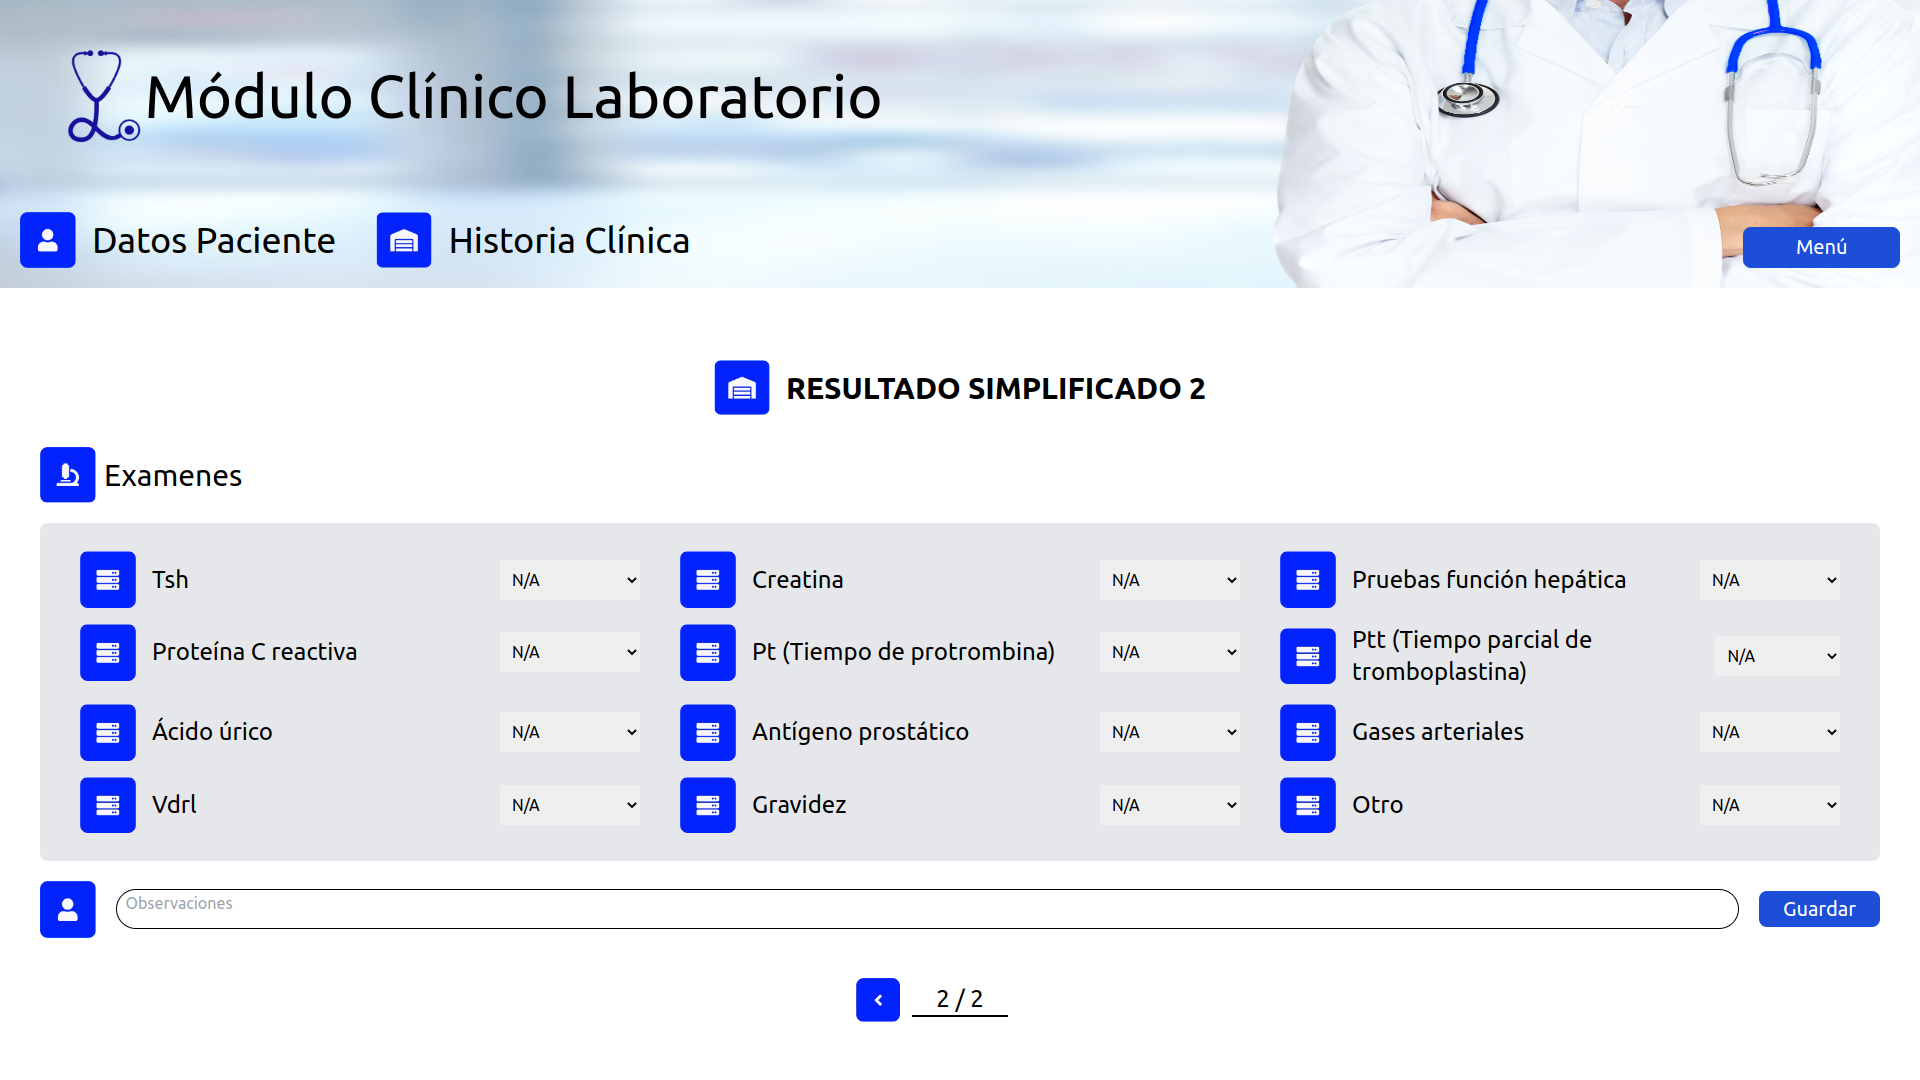 Módulo Clínico Laboratorio
Datos Paciente
Historia Clínica
Menú
RESULTADO SIMPLIFICADO 2
Examenes
Tsh
N/A
Creatina
N/A
Pruebas función hepática
N/A
Proteína C reactiva
N/A
Pt (Tiempo de protrombina)
N/A
Ptt (Tiempo parcial de
tromboplastina)
N/A
Ácido úrico
N/A
Antígeno prostático
N/A
Gases arteriales
N/A
Vdrl
N/A
Gravidez
N/A
Otro
N/A
Observaciones
Guardar
2 / 2